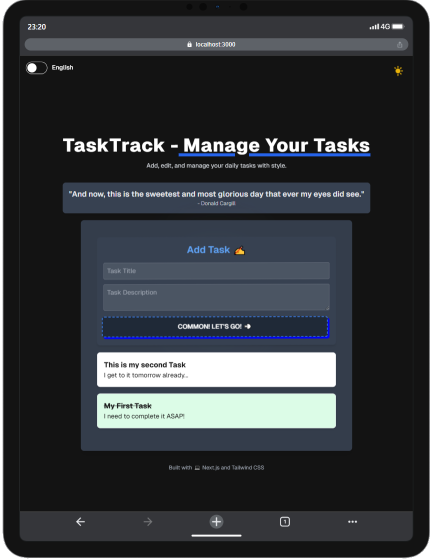 23:20
4G
localhost:3000
English
TaskTrack - Manage Your Tasks
Add, edit, and manage your daily tasks with style.
"And now, this is the sweetest and most glorious day that ever my eyes did see."
- Donald Cargill
Add Task ✍️
Task Title
Task Description
COMMON! LET'S GO! ➔
This is my second Task
I get to it tomorrow already...
My First Task
I need to complete it ASAP!
Built with 💻 Next.js and Tailwind CSS
1